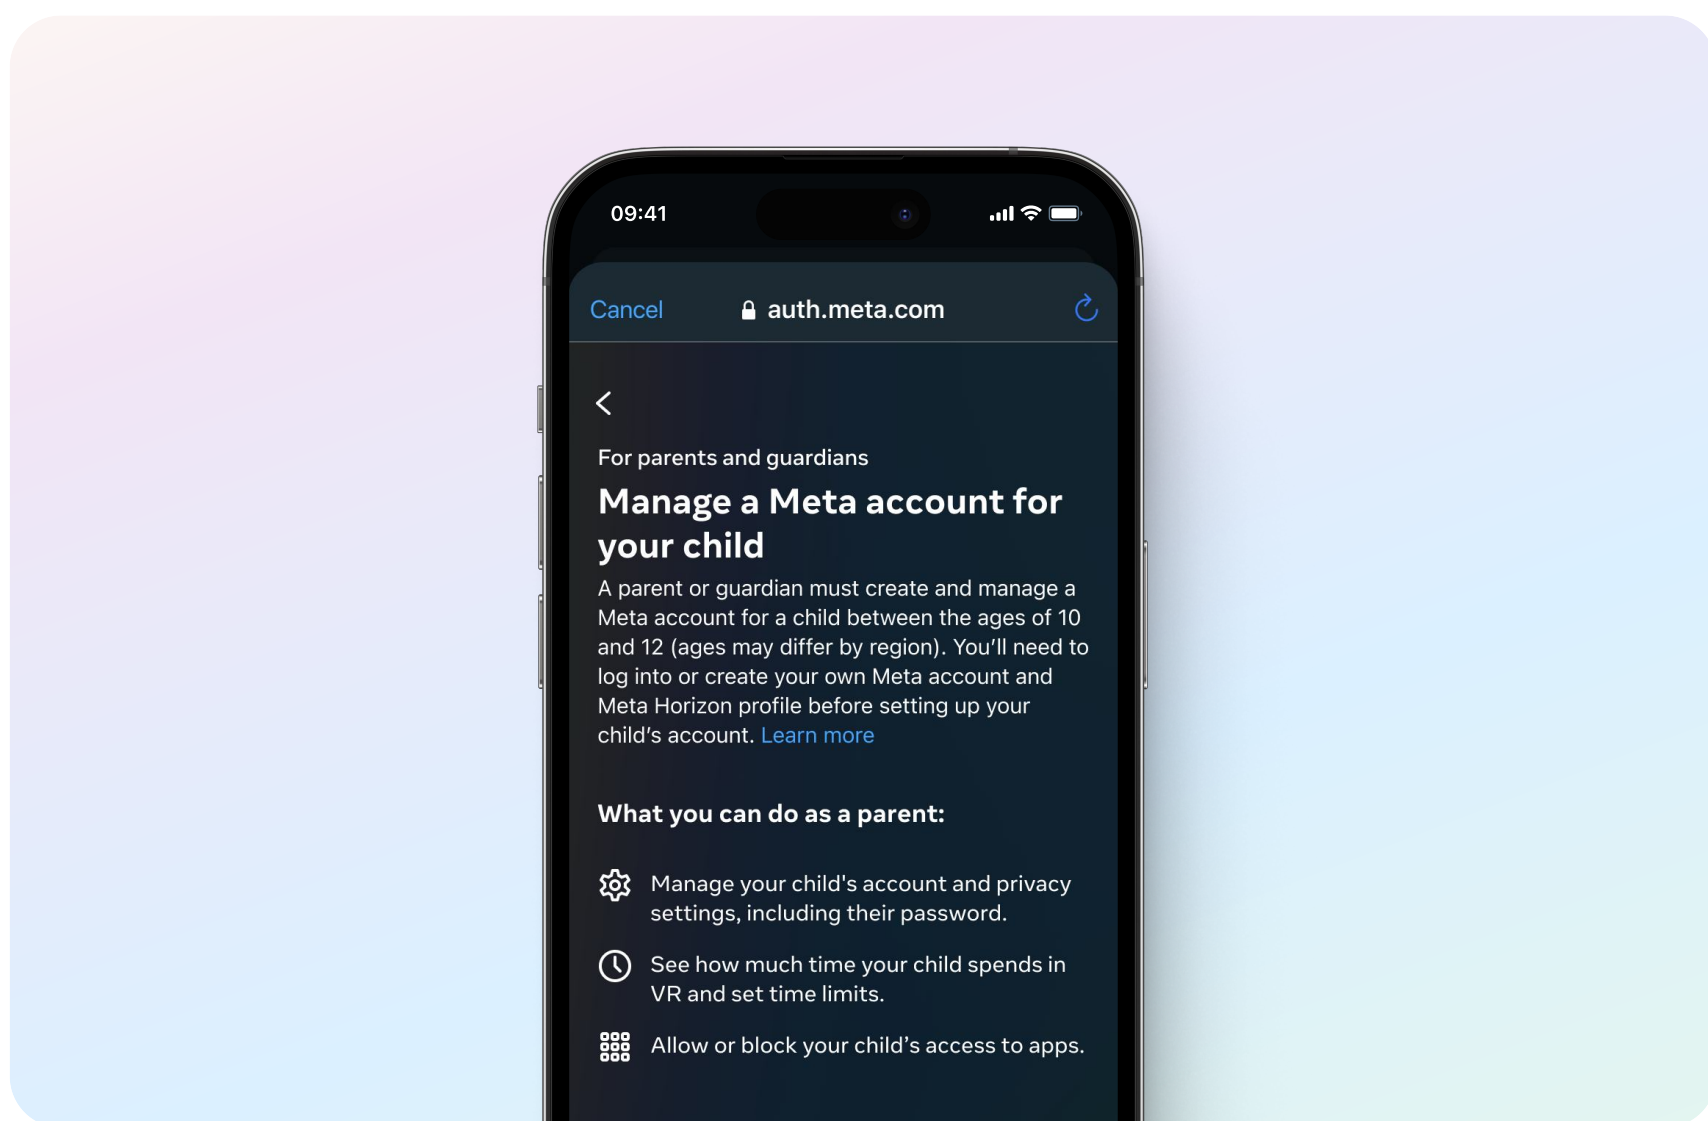 09:41
Cancel
auth.meta.com
For parents and guardians
Manage a Meta account for
your child
A parent or guardian must create and manage a
Meta account for a child between the ages of 10
and 12 (ages may differ by region). You’ll need to
log into or create your own Meta account and
Meta Horizon profile before setting up your
child’s account. Learn more
What you can do as a parent:
Manage your child's account and privacy
settings, including their password.
See how much time your child spends in
VR and set time limits.
Allow or block your child’s access to apps.